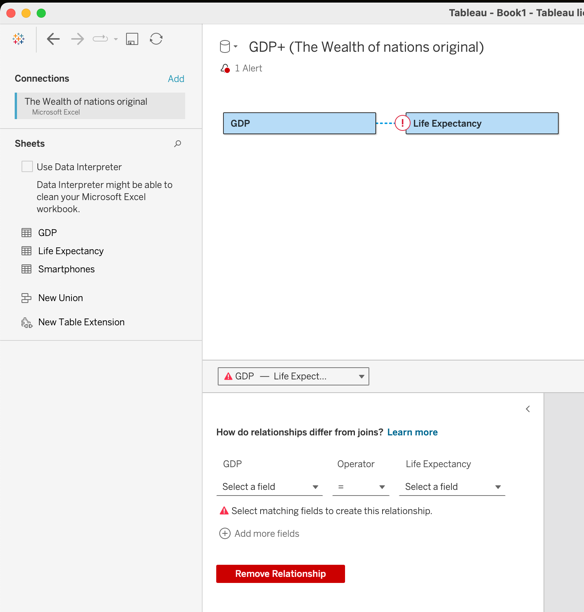 Tableau - Book1 - Tableau li
GDP+ (The Wealth of nations original)
1 Alert
Connections
Add
The Wealth of nations original
Microsoft Excel
Sheets
Use Data Interpreter
Data Interpreter might be able to
clean your Microsoft Excel
workbook.
GDP
Life Expectancy
Smartphones
New Union
New Table Extension
GDP
Life Expectancy
GDP — Life Expect...
How do relationships differ from joins? Learn more
GDP Operator Life Expectancy
Select a field = Select a field
Select matching fields to create this relationship.
Add more fields
Remove Relationship